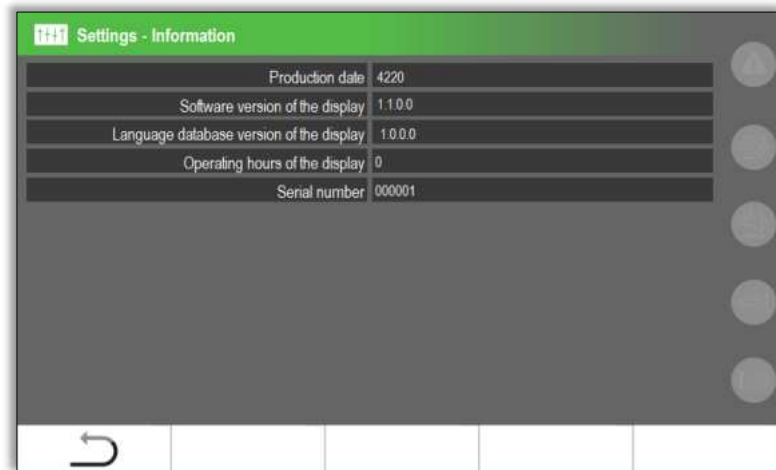 Settings - Information
Production date 4220
Software version of the display 1.1.0.0
Language database version of the display 1.0.0.0
Operating hours of the display 0
Serial number 000001